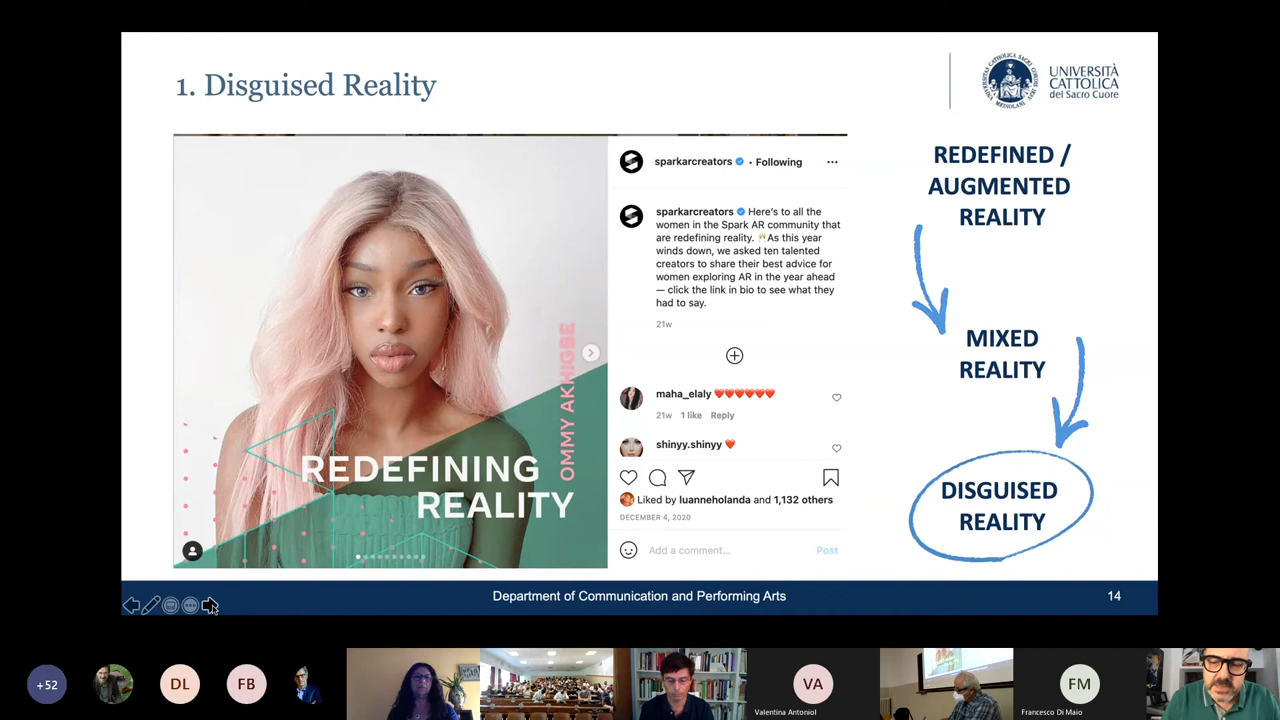 1. Disguised Reality
UNIVERSITÀ
CATTOLICA
del Sacro Cuore
REDEFINED /
AUGMENTED
REALITY
MIXED
REALITY
DISGUISED
REALITY
OMMY AKHIGBE
REDEFINING
REALITY
sparkarcreators • Following
sparkarcreators Here's to all the
women in the Spark AR community that
are redefining reality. As this year
winds down, we asked ten talented
creators to share their best advice for
women exploring AR in the year ahead
— click the link in bio to see what they
had to say.
21w
maha_elaly ❤️❤️❤️❤️❤️❤️
21w 1 like Reply
shinyy.shinyy ❤️
Liked by luanneholanda and 1,132 others
DECEMBER 4, 2020
Add a comment... Post
Department of Communication and Performing Arts 14
+52
DL
FB
VA
Valentina Antoniol
FM
Francesco Di Maio